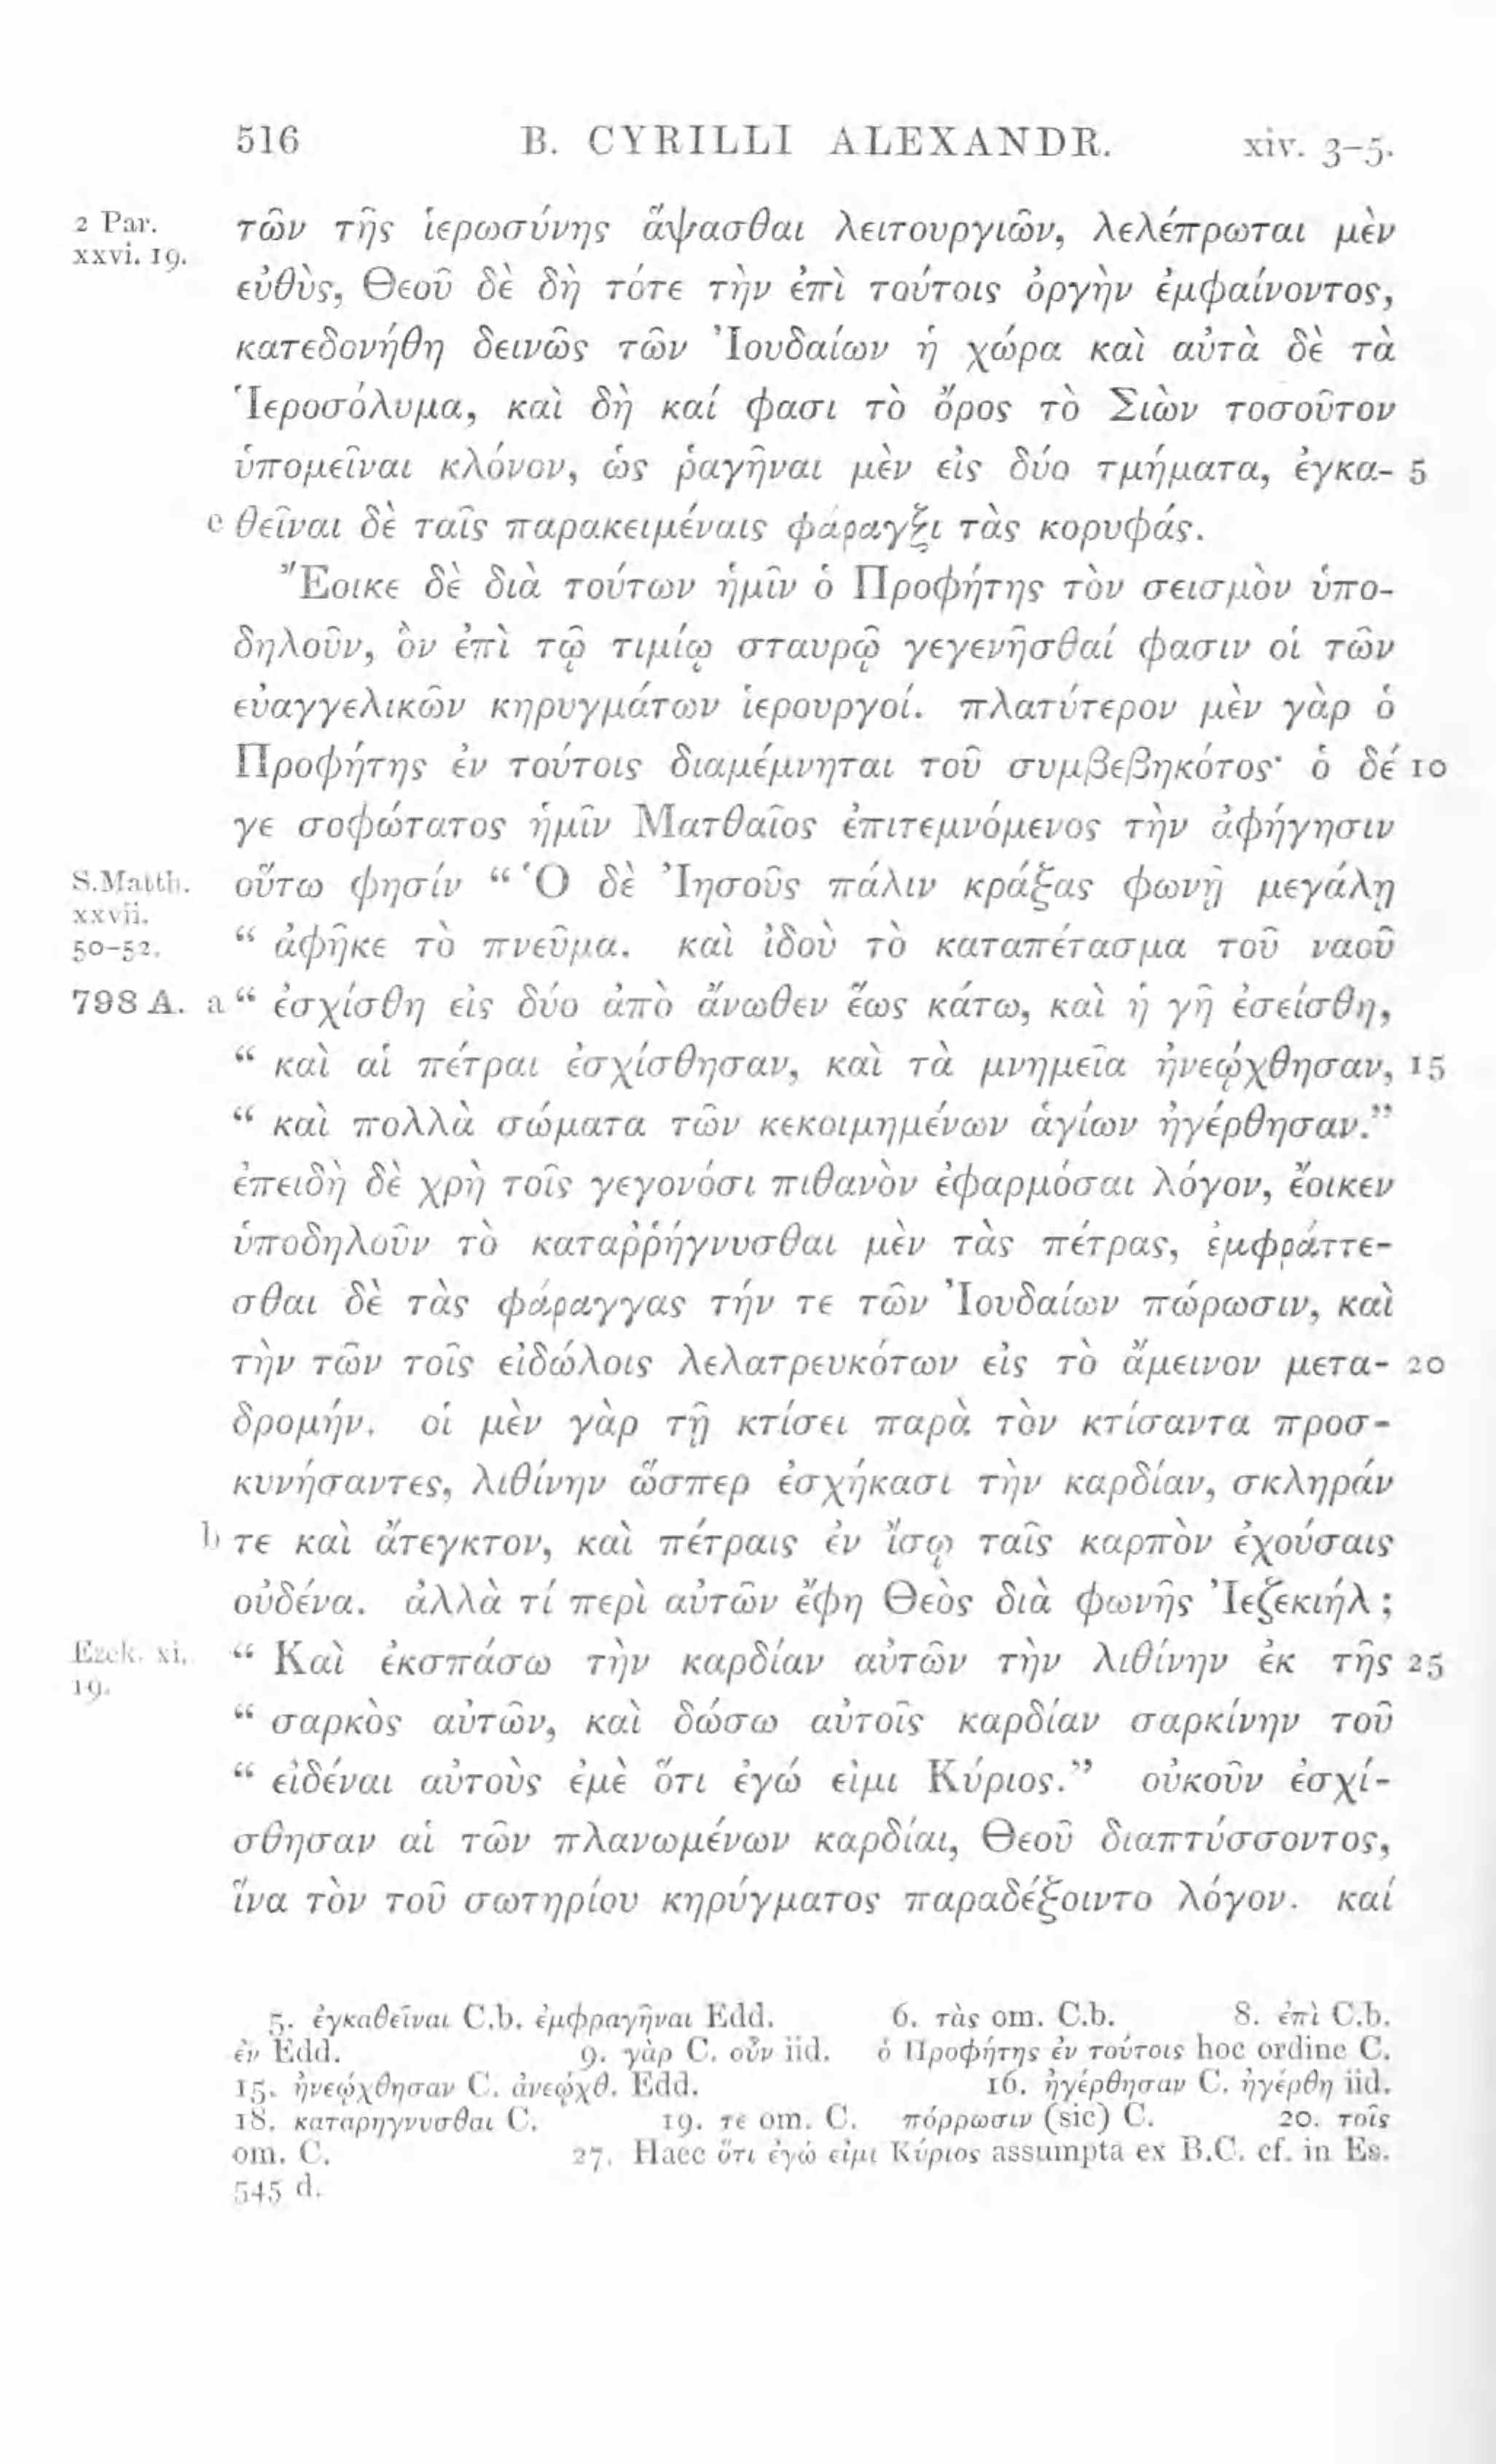 516 B. CYRILLI ALEXANDR. xiv. 3-5.
2 Par. τῶν τῆς ἱερωσύνης ἅψασθαι λειτουργιῶν, λελέπρωται μὲν
xxvi. 19. εὐθὺς, Θεοῦ δὲ δὴ τότε τὴν ἐπὶ τούτοις ὀργὴν ἐμφαίνοντος,
κατεδονήθη δεινῶς τῶν Ἰουδαίων ἡ χώρα καὶ αὐτὰ δὲ τὰ
Ἱεροσόλυμα, καὶ δὴ καί φασι τὸ ὄρος τὸ Σιὼν τοσοῦτον
ὑπομεῖναι κλόνον, ὡς ῥαγῆναι μὲν εἰς δύο τμήματα, ἐγκα- 5
e θεῖναι δὲ ταῖς παρακειμέναις φάραγξι τὰς κορυφάς.
Ἔοικε δὲ διὰ τούτων ἡμῖν ὁ Προφήτης τὸν σεισμὸν ὑπο-
δηλοῦν, ὃν ἐπὶ τῷ τιμίῳ σταυρῷ γεγενῆσθαί φασιν οἱ τῶν
εὐαγγελικῶν κηρυγμάτων ἱερουργοί. πλατύτερον μὲν γὰρ ὁ
Προφήτης ἐν τούτοις διαμέμνηται τοῦ συμβεβηκότος· ὁ δέ 10
γε σοφώτατος ἡμῖν Ματθαῖος ἐπιτεμνόμενος τὴν ἀφήγησιν
S. Matth. οὕτω φησίν “ Ὁ δὲ Ἰησοῦς πάλιν κράξας φωνῇ μεγάλῃ
xxvii.
50-52. “ ἀφῆκε τὸ πνεῦμα. καὶ ἰδοὺ τὸ καταπέτασμα τοῦ ναοῦ
798 A. a “ ἐσχίσθη εἰς δύο ἀπὸ ἄνωθεν ἕως κάτω, καὶ ἡ γῆ ἐσείσθη,
“ καὶ αἱ πέτραι ἐσχίσθησαν, καὶ τὰ μνημεῖα ἠνεῴχθησαν, 15
“ καὶ πολλὰ σώματα τῶν κεκοιμημένων ἁγίων ἠγέρθησαν.”
ἐπειδὴ δὲ χρὴ τοῖς γεγονόσι πιθανὸν ἐφαρμόσαι λόγον, ἔοικεν
ὑποδηλοῦν τὸ καταῤῥήγνυσθαι μὲν τὰς πέτρας, ἐμφράττε-
σθαι δὲ τὰς φάραγγας τήν τε τῶν Ἰουδαίων πώρωσιν, καὶ
τὴν τῶν τοῖς εἰδώλοις λελατρευκότων εἰς τὸ ἄμεινον μετα- 20
δρομήν. οἱ μὲν γὰρ τῇ κτίσει παρὰ τὸν κτίσαντα προσ-
κυνήσαντες, λιθίνην ὥσπερ ἐσχήκασι τὴν καρδίαν, σκληράν
b τε καὶ ἄτεγκτον, καὶ πέτραις ἐν ἴσῳ ταῖς καρπὸν ἐχούσαις
οὐδένα. ἀλλὰ τί περὶ αὐτῶν ἔφη Θεὸς διὰ φωνῆς Ἰεζεκιήλ ;
Ezek. xi. “ Καὶ ἐκσπάσω τὴν καρδίαν αὐτῶν τὴν λιθίνην ἐκ τῆς 25
19.
“ σαρκὸς αὐτῶν, καὶ δώσω αὐτοῖς καρδίαν σαρκίνην τοῦ
“ εἰδέναι αὐτοὺς ἐμὲ ὅτι ἐγώ εἰμι Κύριος.” οὐκοῦν ἐσχί-
σθησαν αἱ τῶν πλανωμένων καρδίαι, Θεοῦ διαπτύσσοντος,
ἵνα τὸν τοῦ σωτηρίου κηρύγματος παραδέξοιντο λόγον. καί
5. ἐγκαθεῖναι C.b. ἐμφραγῆναι Edd. 6. τὰς om. C.b. 8. ἐπὶ C.b.
ἐν Edd. 9. γὰρ C. οὖν iid. ὁ Προφήτης ἐν τούτοις hoc ordine C.
15. ἠνεῴχθησαν C. ἀνεῴχθ. Edd. 16. ἠγέρθησαν C. ἠγέρθη iid.
18. καταρηγνυσθαι C. 19. τε om. C. πόρρωσιν (sic) C. 20. τοῖς
om. C. 27. Haec ὅτι ἐγώ εἰμι Κύριος assumpta ex B.C. cf. in Es.
545 d.